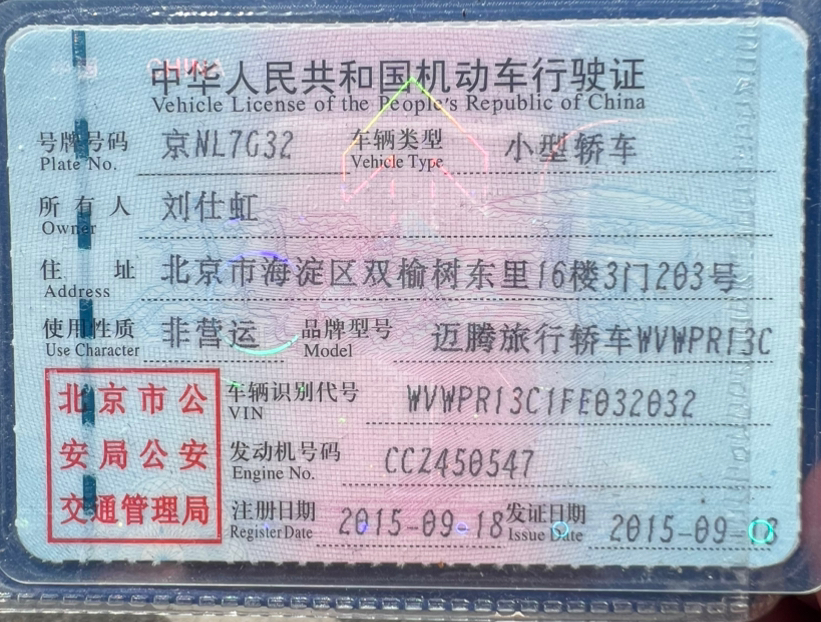 中国 CHINA
中华人民共和国机动车行驶证
Vehicle License of the People's Republic of China
号牌号码 京NL7G32 车辆类型 小型轿车
Plate No. Vehicle Type
所有人 刘仕虹
Owner
住址 北京市海淀区双榆树东里16楼3门203号
Address
使用性质 非营运 品牌型号 迈腾旅行轿车WVWPR13C
Use Character Model
北京市公
安局公安
交通管理局
车辆识别代号 WVWPR13C1FE032032
VIN
发动机号码 CCZ450547
Engine No.
注册日期 2015-09-18 发证日期 2015-09-18
Register Date Issue Date